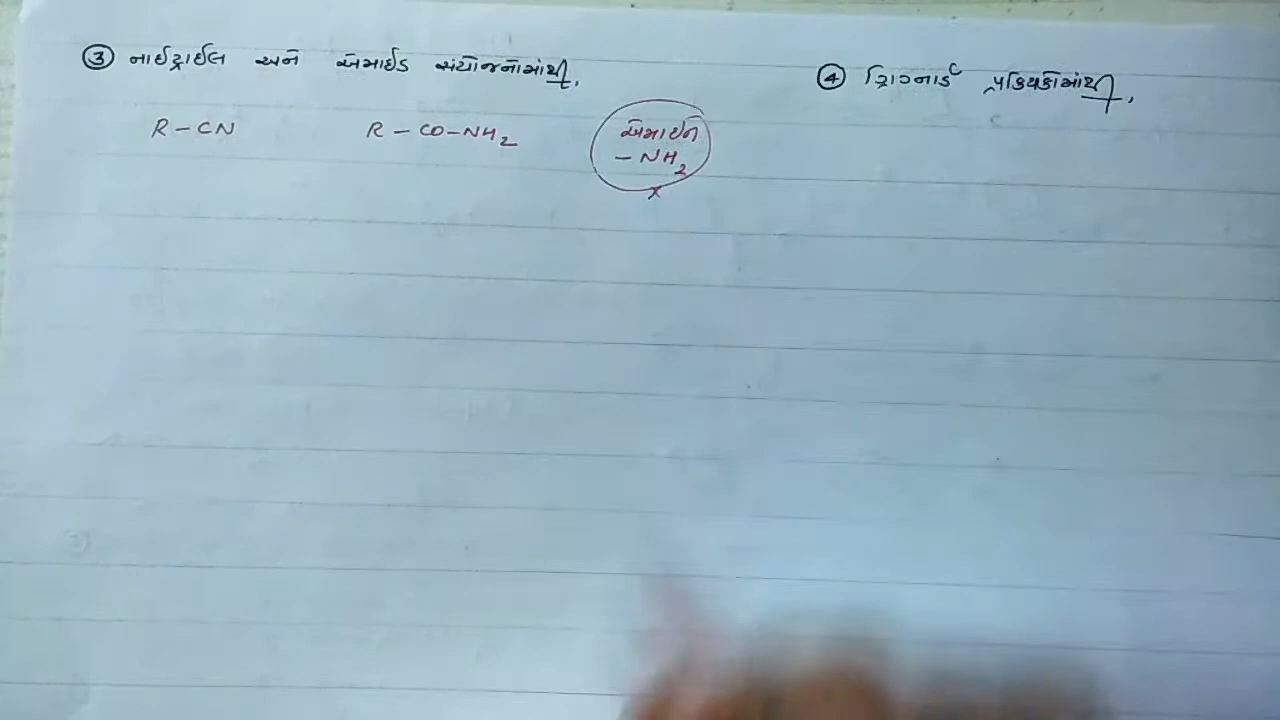 ③ નાઈટ્રાઈલ અને એમાઈડ સંયોજનોમાંથી.
R – CN R – CO – NH₂ એમાઈન
– NH₂
x
④ ગ્રિગ્નાર્ડ પ્રક્રિયકોમાંથી.